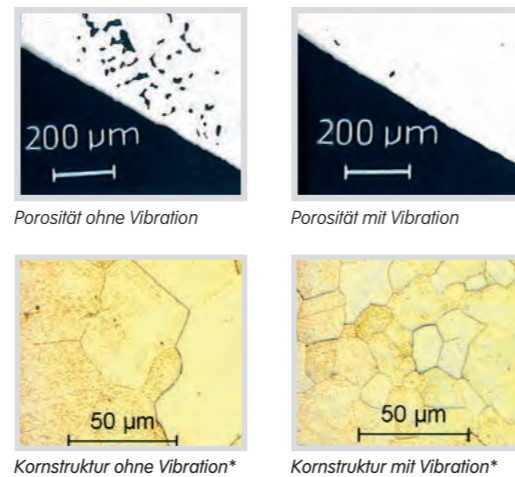 200 µm
200 µm
Porosität ohne Vibration
Porosität mit Vibration
50 µm
50 µm
Kornstruktur ohne Vibration*
Kornstruktur mit Vibration*